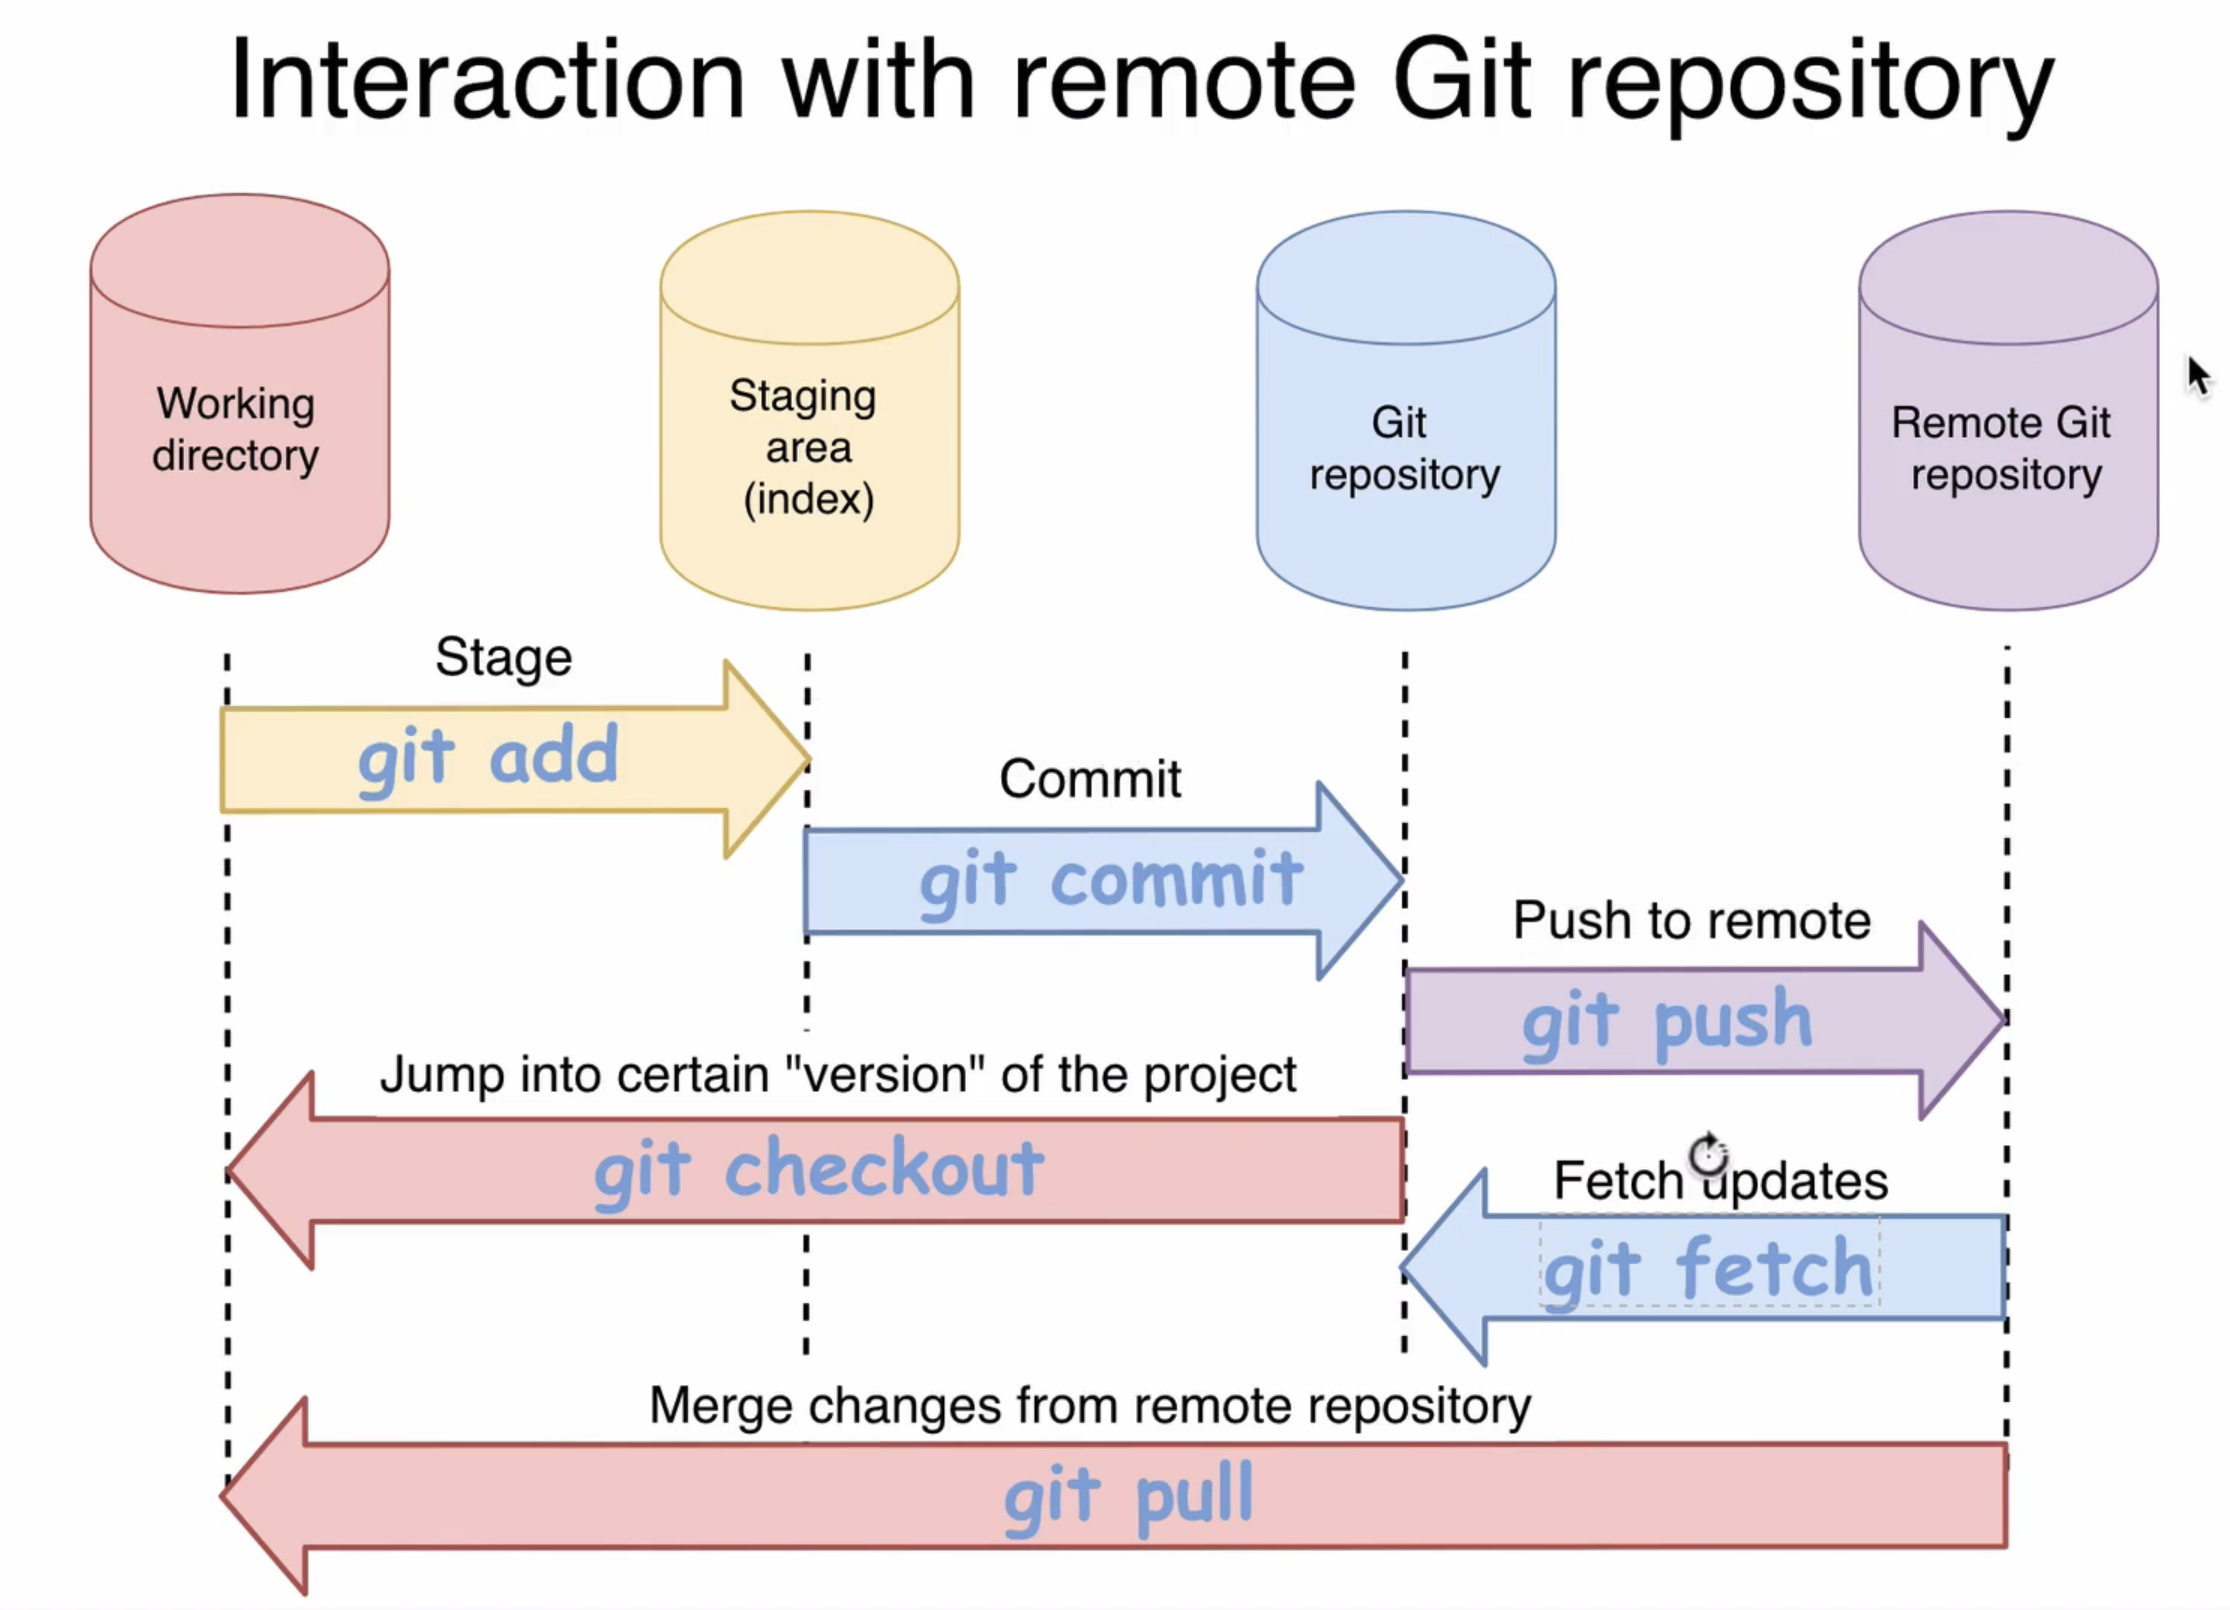 Interaction with remote Git repository
Working
directory
Staging
area
(index)
Git
repository
Remote Git
repository
Stage
git add
Commit
git commit
Push to remote
git push
Jump into certain "version" of the project
git checkout
Fetch updates
git fetch
Merge changes from remote repository
git pull